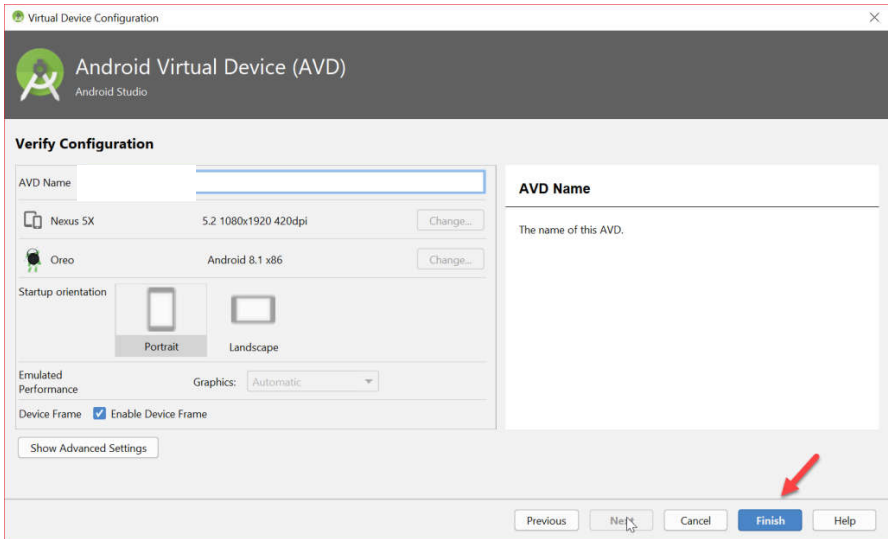 Virtual Device Configuration
Android Virtual Device (AVD)
Android Studio
Verify Configuration
AVD Name
Nexus 5X 5.2 1080x1920 420dpi Change...
Oreo Android 8.1 x86 Change...
Startup orientation
Portrait Landscape
Emulated
Performance
Graphics: Automatic
Device Frame Enable Device Frame
Show Advanced Settings
AVD Name
The name of this AVD.
Previous Next Cancel Finish Help